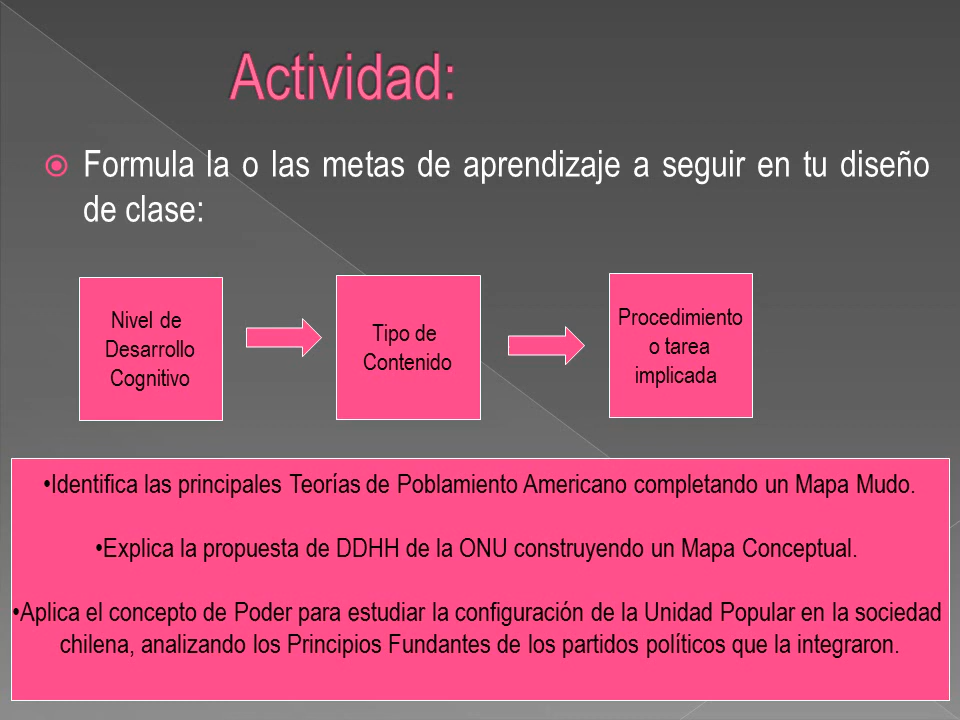 Actividad:
Formula la o las metas de aprendizaje a seguir en tu diseño
de clase:
Nivel de
Desarrollo
Cognitivo
Tipo de
Contenido
Procedimiento
o tarea
implicada
•Identifica las principales Teorías de Poblamiento Americano completando un Mapa Mudo.
•Explica la propuesta de DDHH de la ONU construyendo un Mapa Conceptual.
•Aplica el concepto de Poder para estudiar la configuración de la Unidad Popular en la sociedad
chilena, analizando los Principios Fundantes de los partidos políticos que la integraron.